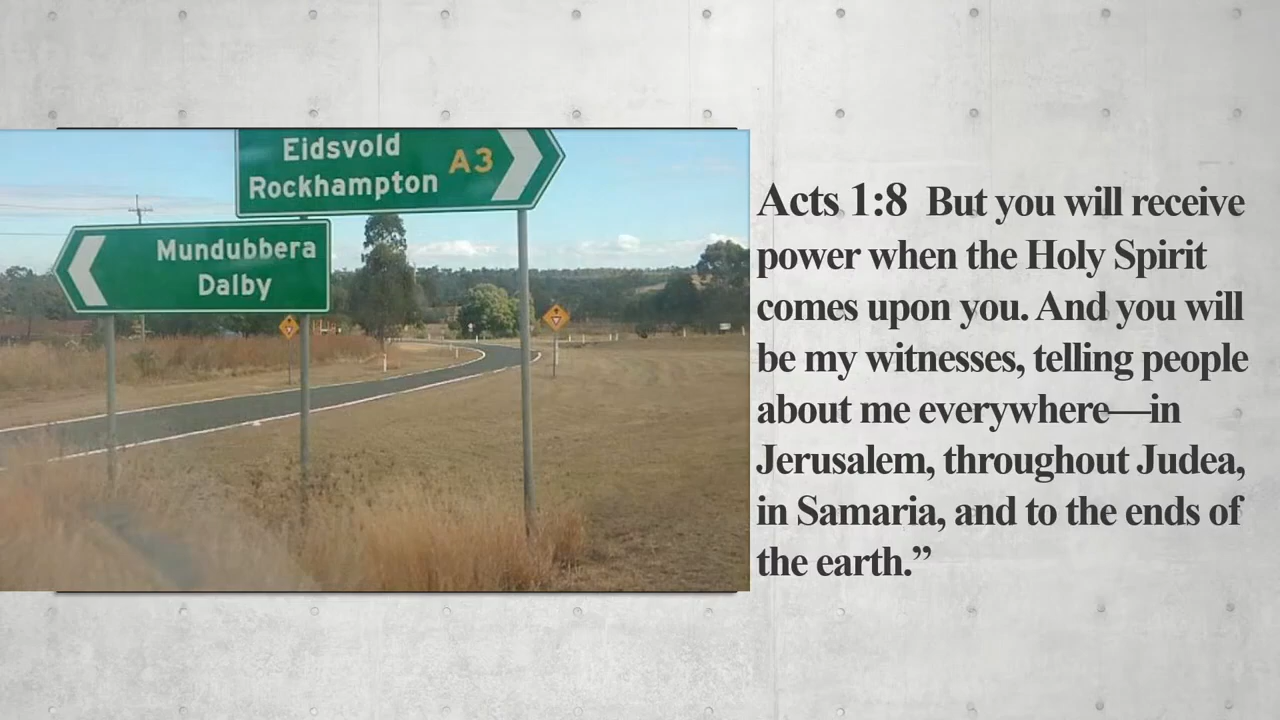 Eidsvold
Rockhampton
A3
Mundubbera
Dalby
Acts 1:8 But you will receive
power when the Holy Spirit
comes upon you. And you will
be my witnesses, telling people
about me everywhere—in
Jerusalem, throughout Judea,
in Samaria, and to the ends of
the earth.”